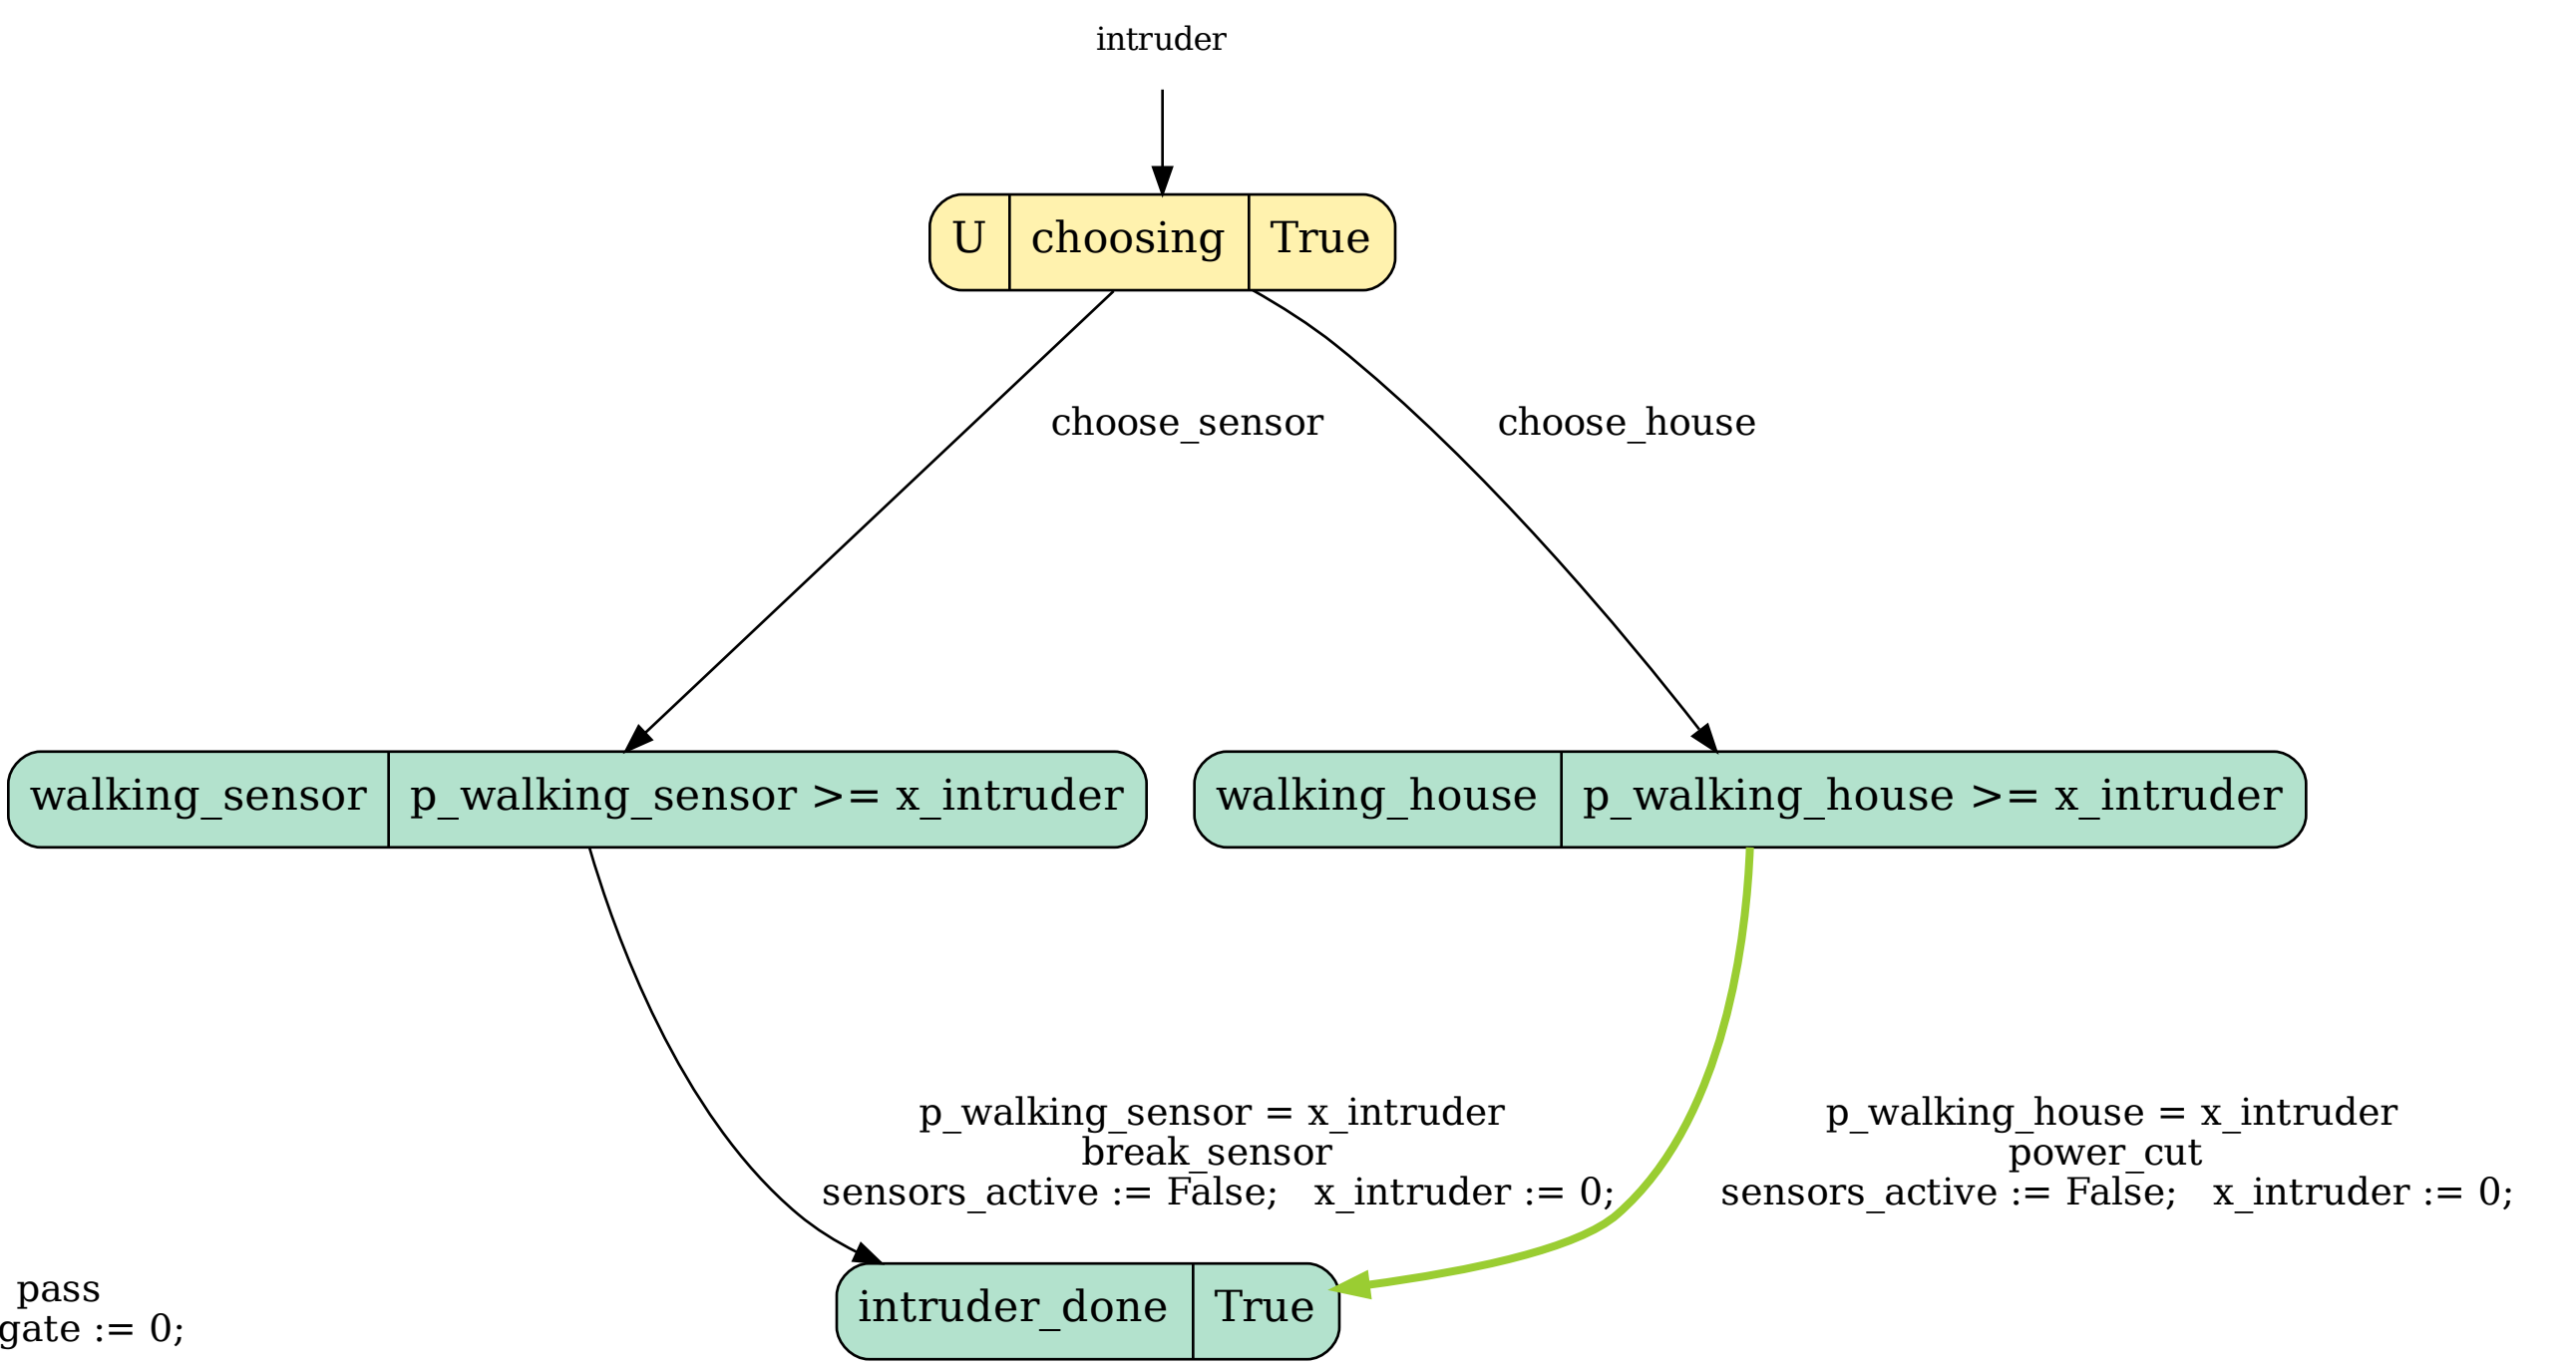 intruder
U choosing True
choose_sensor
choose_house
walking_sensor p_walking_sensor >= x_intruder
walking_house p_walking_house >= x_intruder
p_walking_sensor = x_intruder
break_sensor
sensors_active := False; x_intruder := 0;
p_walking_house = x_intruder
power_cut
sensors_active := False; x_intruder := 0;
pass
gate := 0;
intruder_done True